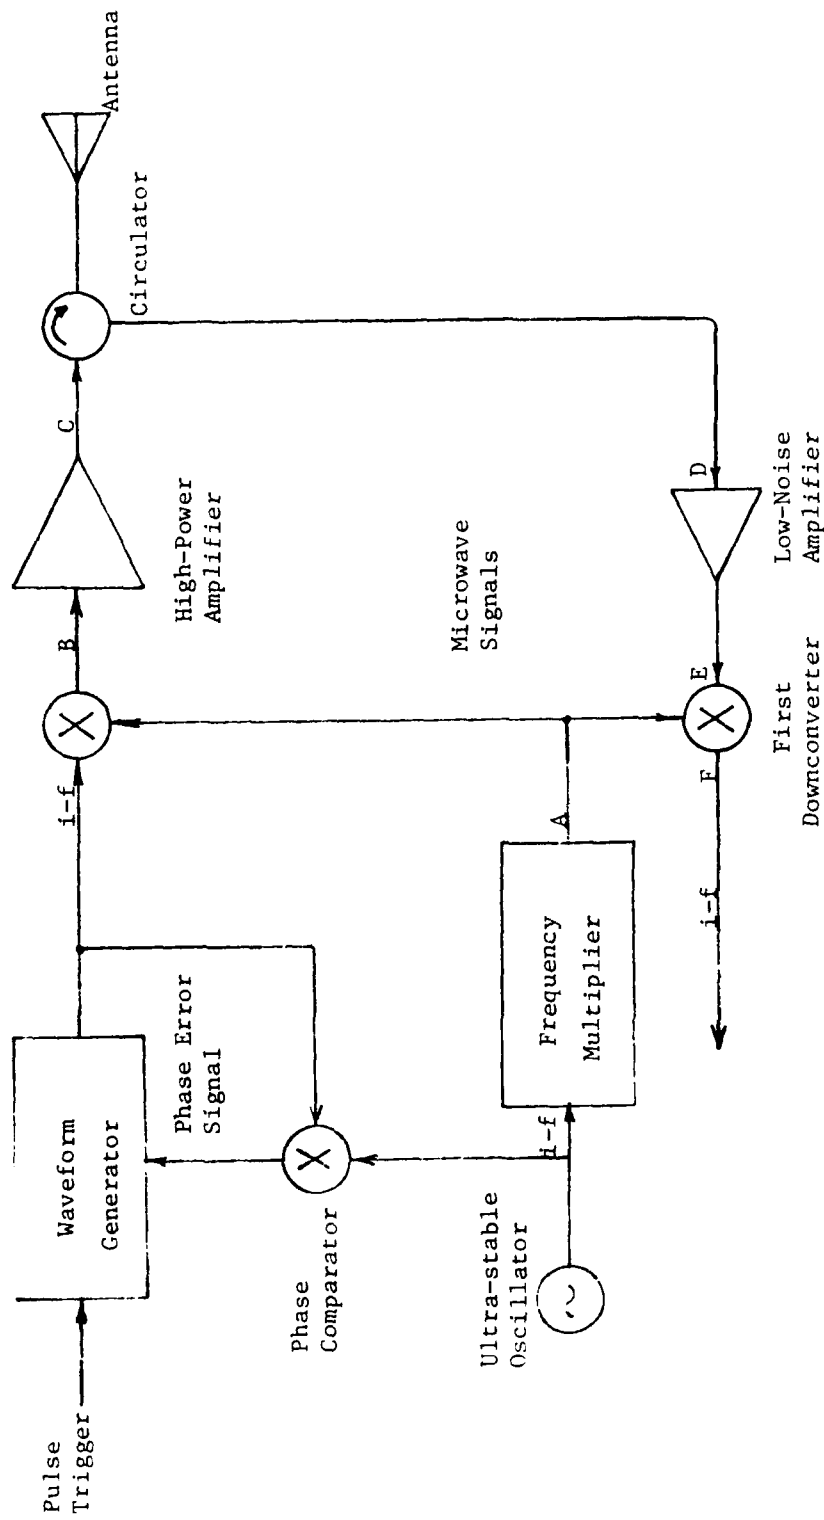 Pulse
Trigger
Waveform
Generator
Phase Error
Signal
i-f
B
High-Power
Amplifier
C
Circulator
Antenna
Phase
Comparator
Ultra-stable
Oscillator
i-f
Frequency
Multiplier
A
Microwave
Signals
i-f
F
First
Downconverter
E
D
Low-Noise
Amplifier